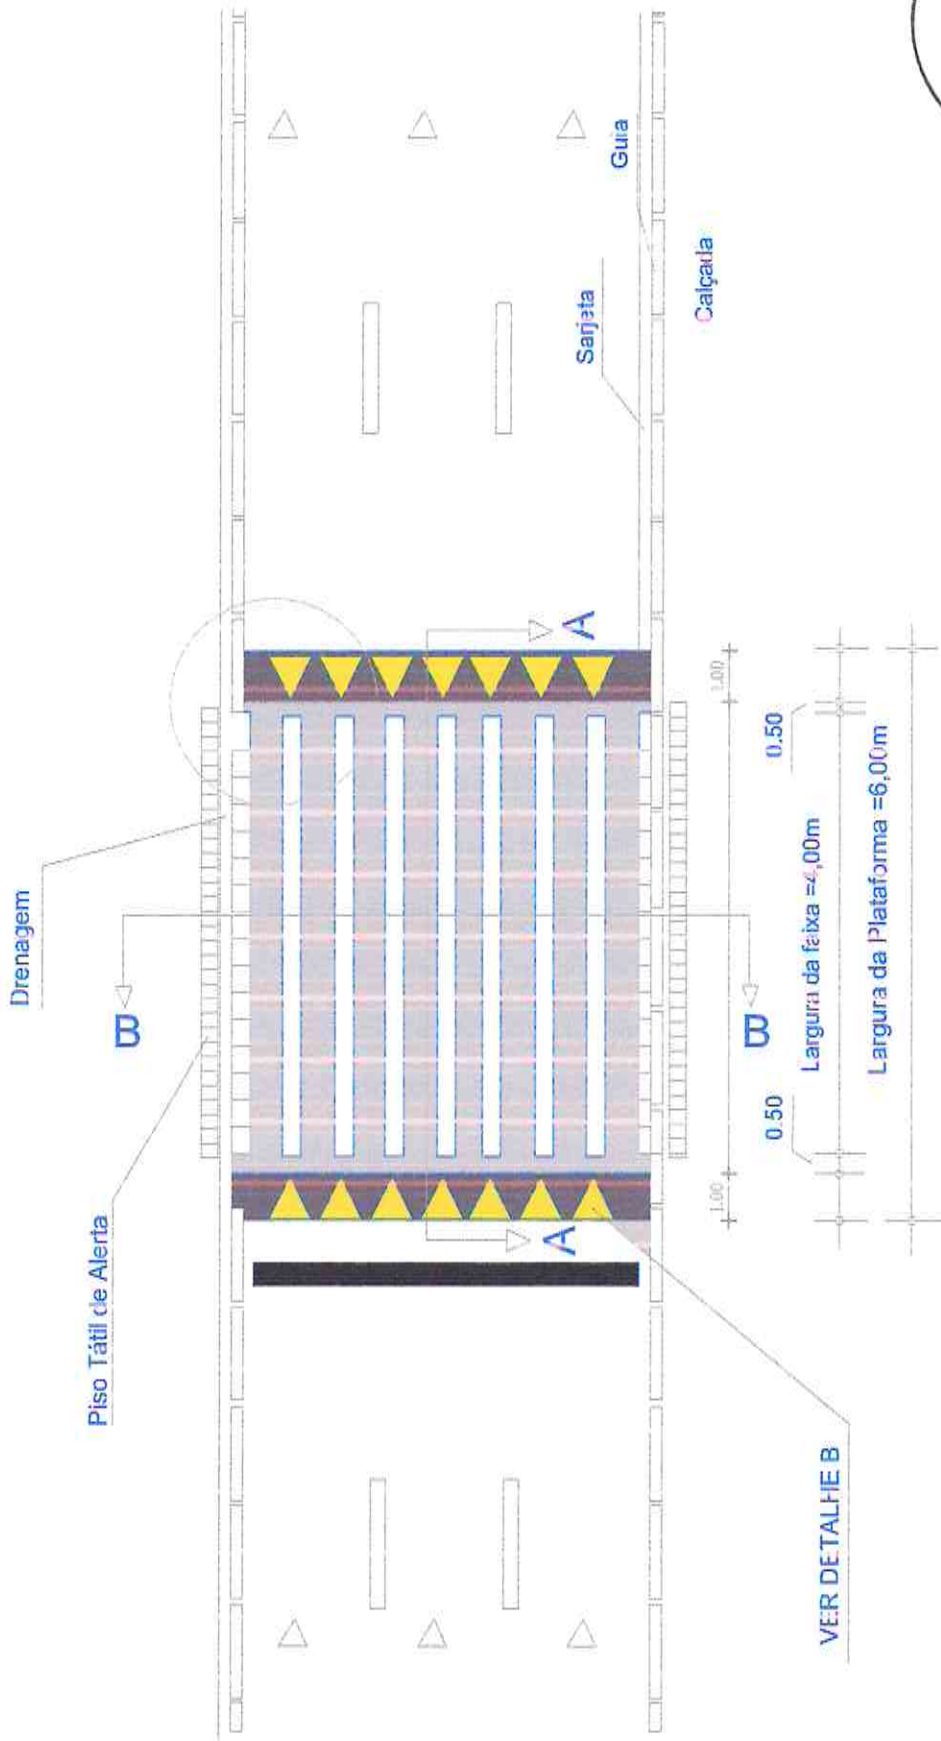 Drenagem
Piso Tátil de Alerta
B
B
A
A
Guia
Sarjeta
Calçada
1.00
1.00
0.50
0.50
Largura da faixa =4,00m
Largura da Plataforma =6,00m
VER DETALHE B